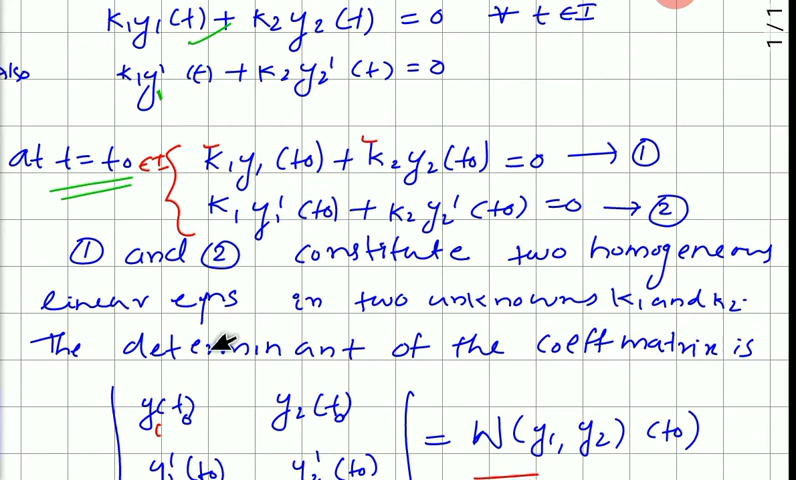 k₁y₁(t) + k₂y₂(t) = 0 ∀ t∈I
Also k₁y₁'(t) + k₂y₂'(t) = 0
at t = t₀ ∈ I { k₁y₁(t₀) + k₂y₂(t₀) = 0 → ①
k₁y₁'(t₀) + k₂y₂'(t₀) = 0 → ②
① and ② constitute two homogeneous
linear eqns in two unknowns k₁ and k₂.
The determinant of the coeff matrix is
| y₁(t₀) y₂(t₀) | = W(y₁, y₂)(t₀)
y₁'(t₀) y₂'(t₀)
1/1